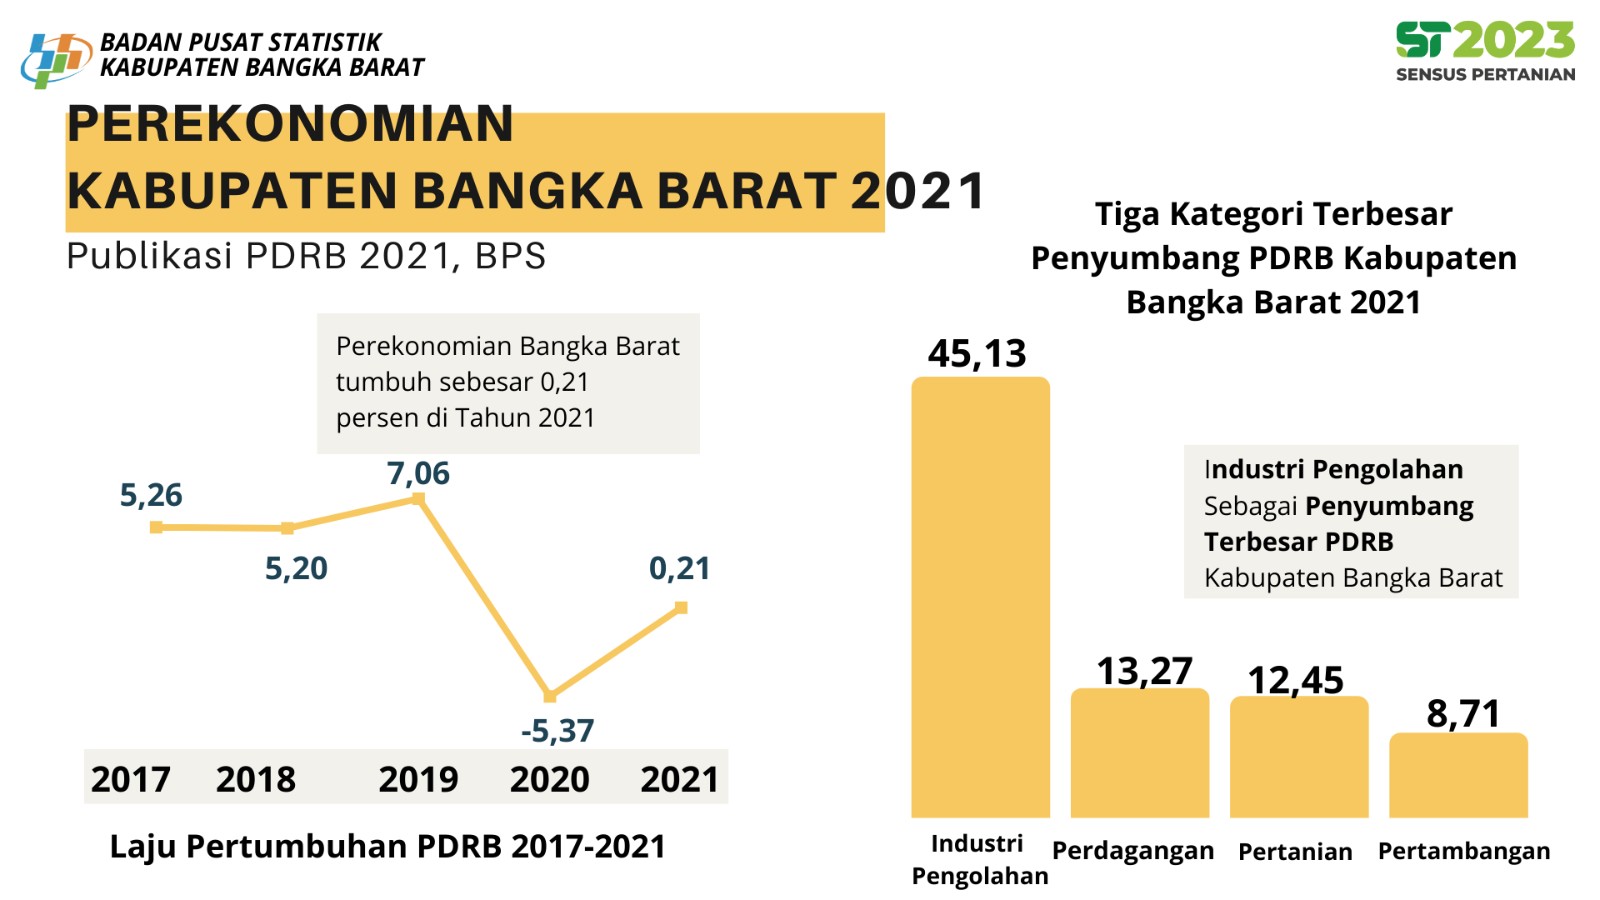 BADAN PUSAT STATISTIK
KABUPATEN BANGKA BARAT
ST2023
SENSUS PERTANIAN
PEREKONOMIAN
KABUPATEN BANGKA BARAT 2021
Publikasi PDRB 2021, BPS
Perekonomian Bangka Barat
tumbuh sebesar 0,21
persen di Tahun 2021
5,26
5,20
7,06
-5,37
0,21
2017 2018 2019 2020 2021
Laju Pertumbuhan PDRB 2017-2021
Tiga Kategori Terbesar
Penyumbang PDRB Kabupaten
Bangka Barat 2021
45,13
13,27
12,45
8,71
Industri Pengolahan
Sebagai Penyumbang
Terbesar PDRB
Kabupaten Bangka Barat
Industri
Pengolahan
Perdagangan
Pertanian
Pertambangan